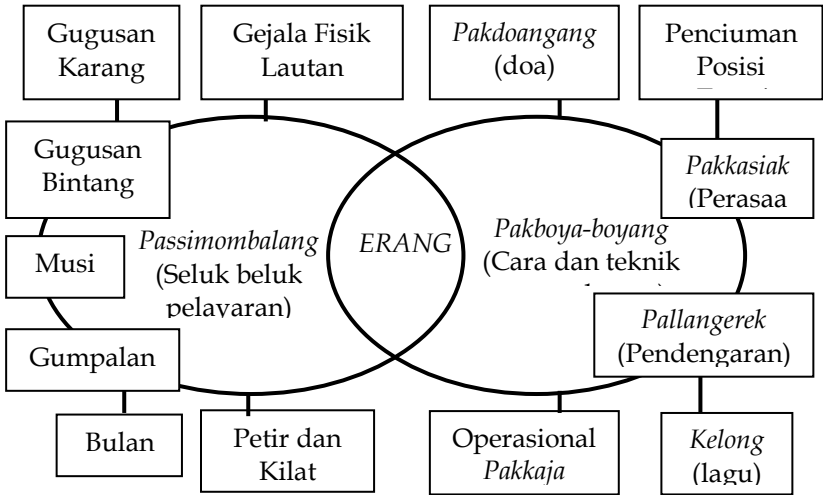 Gugusan
Karang
Gejala Fisik
Lautan
Pakdoangang
(doa)
Penciuman
Posisi
Gugusan
Bintang
Pakkasiak
(Perasaa
Musi
Passimombalang
(Seluk beluk
pelayaran)
ERANG
Pakboya-boyang
(Cara dan teknik
Pallangerek
(Pendengaran)
Gumpalan
Bulan
Petir dan
Kilat
Operasional
Pakkaja
Kelong
(lagu)